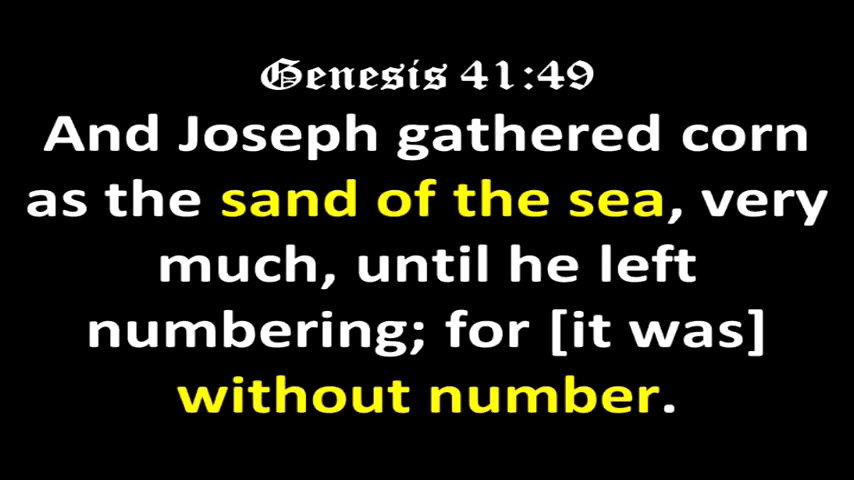 Genesis 41:49
And Joseph gathered corn
as the sand of the sea, very
much, until he left
numbering; for [it was]
without number.